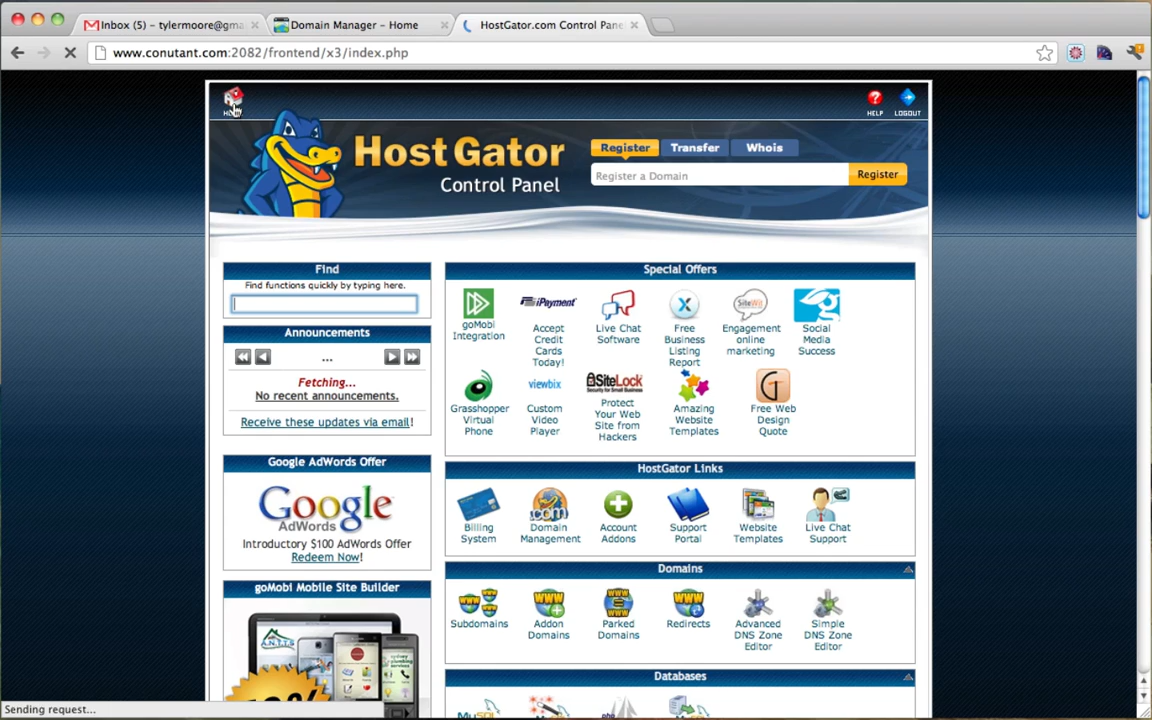 Inbox (5) – tylermoore@gma
Domain Manager – Home
HostGator.com Control Pane
www.conutant.com:2082/frontend/x3/index.php
HELP
LOGOUT
HostGator
Control Panel
Register
Transfer
Whois
Register a Domain
Register
Find
Find functions quickly by typing here.
Announcements
...
Fetching...
No recent announcements.
Receive these updates via email!
Google AdWords Offer
Google
AdWords
Introductory $100 AdWords Offer
Redeem Now!
goMobi Mobile Site Builder
Special Offers
goMobi
Integration
iPayment
Accept
Credit
Cards
Today!
Live Chat
Software
X
Free
Business
Listing
Report
SiteWit
Engagement
online
marketing
Social
Media
Success
Grasshopper
Virtual
Phone
viewbix
Custom
Video
Player
SiteLock
Protect
Your Web
Site from
Hackers
Amazing
Website
Templates
Free Web
Design
Quote
HostGator Links
Billing
System
.COM
Domain
Management
Account
Addons
Support
Portal
Website
Templates
Live Chat
Support
Domains
Subdomains
Addon
Domains
Parked
Domains
Redirects
Advanced
DNS Zone
Editor
Simple
DNS Zone
Editor
Databases
Sending request...